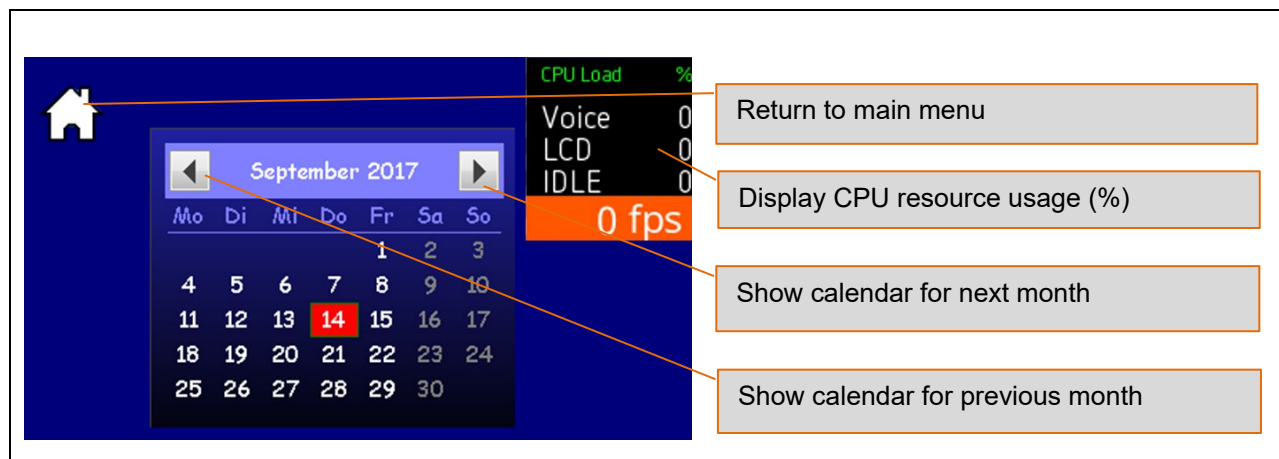 CPU Load %
Voice 0
LCD 0
IDLE 0
0 fps
September 2017
Mo Di Mi Do Fr Sa So
1 2 3
4 5 6 7 8 9 10
11 12 13 14 15 16 17
18 19 20 21 22 23 24
25 26 27 28 29 30
Return to main menu
Display CPU resource usage (%)
Show calendar for next month
Show calendar for previous month